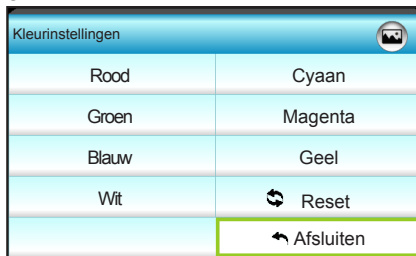 Kleurinstellingen
Rood Cyaan
Groen Magenta
Blauw Geel
Wit Reset
Afsluiten